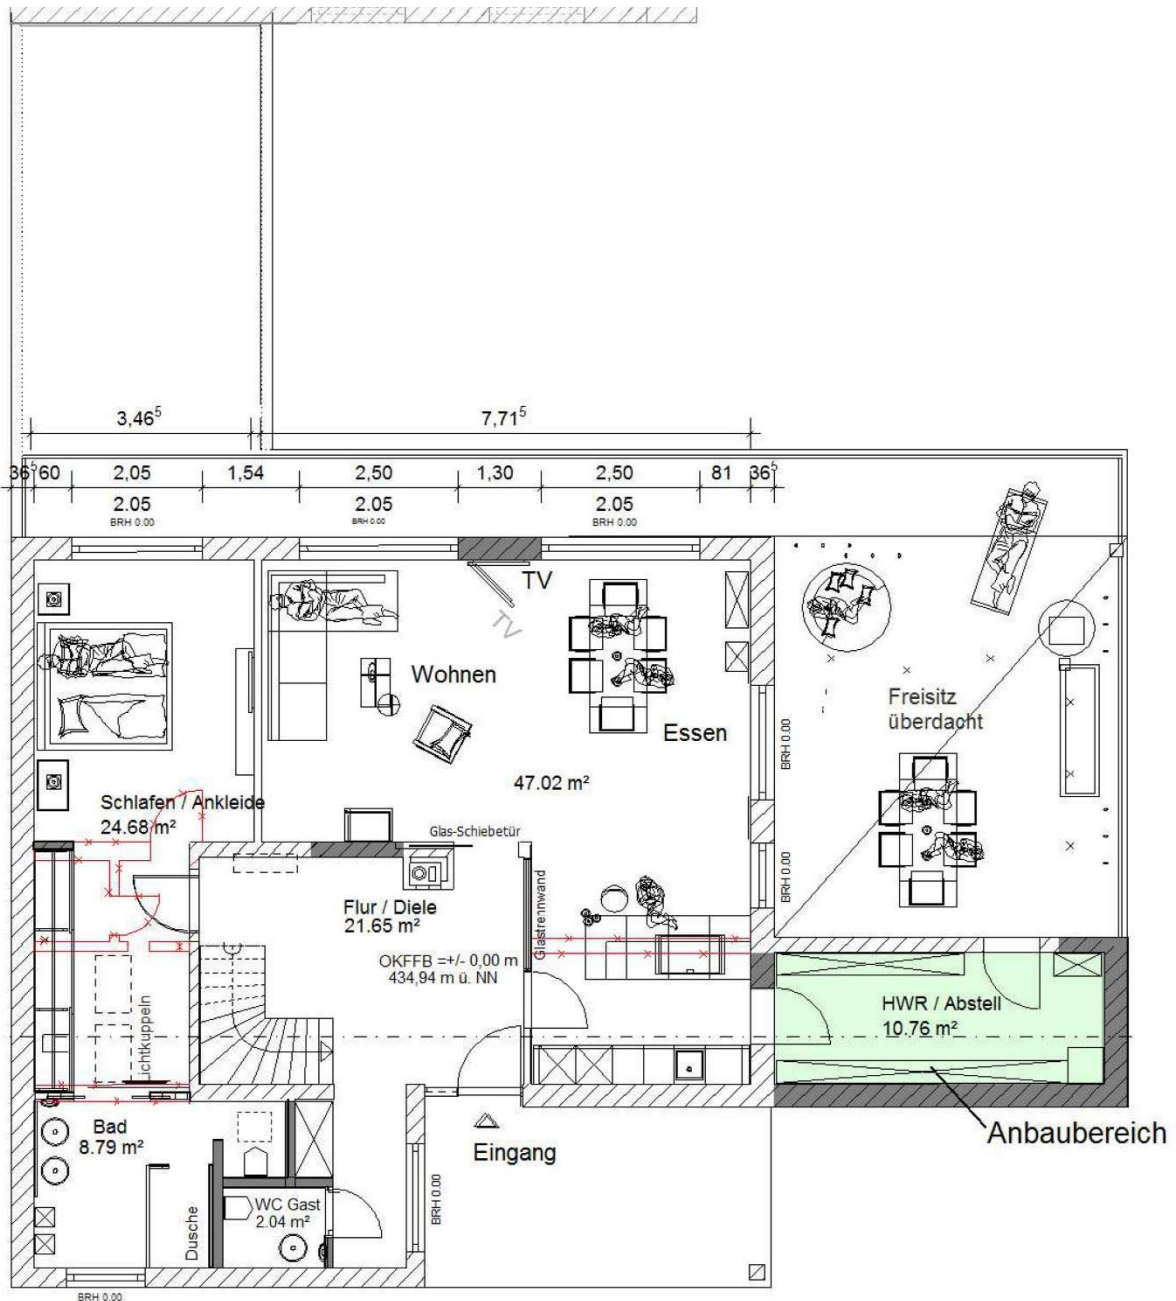 3,46⁵
7,71⁵
36⁵
60
2,05
1,54
2,50
1,30
2,50
81
36⁵
2.05
2.05
2.05
BRH 0.00
BRH 0.00
BRH 0.00
TV
TV
Wohnen
Essen
47.02 m²
BRH 0.00
Freisitz
überdacht
Schlafen / Ankleide
24.68 m²
Glas-Schiebetür
BRH 0.00
Flur / Diele
21.65 m²
Glastrennwand
OKFFB =+/- 0,00 m
434,94 m ü. NN
HWR / Abstell
10.76 m²
Lichtkuppeln
Bad
8.79 m²
Eingang
Anbaubereich
BRH 0.00
WC Gast
2.04 m²
Dusche
BRH 0.00